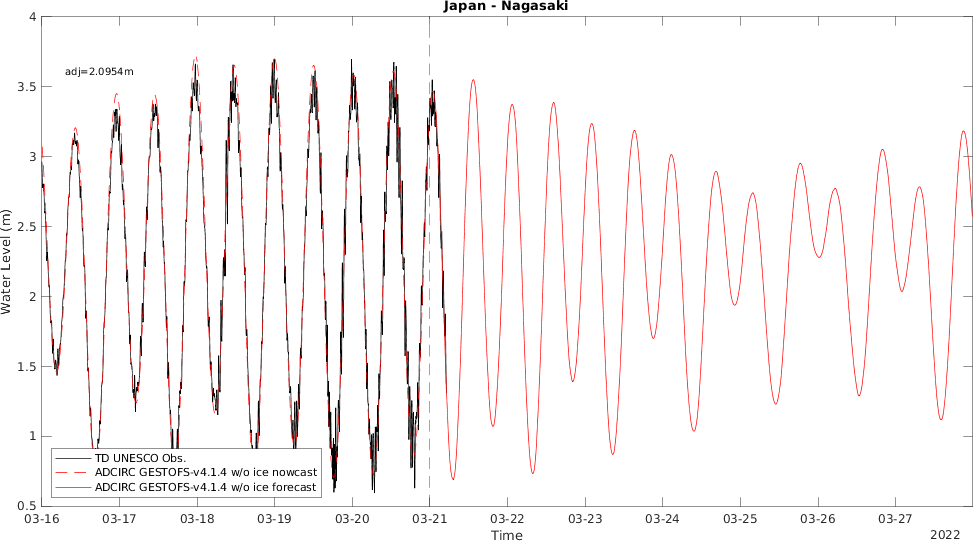 Japan - Nagasaki
adj=2.0954m
Water Level (m)
4
3.5
3
2.5
2
1.5
1
0.5
TD UNESCO Obs.
ADCIRC GESTOFS-v4.1.4 w/o ice nowcast
ADCIRC GESTOFS-v4.1.4 w/o ice forecast
03-16 03-17 03-18 03-19 03-20 03-21 03-22 03-23 03-24 03-25 03-26 03-27
Time
2022